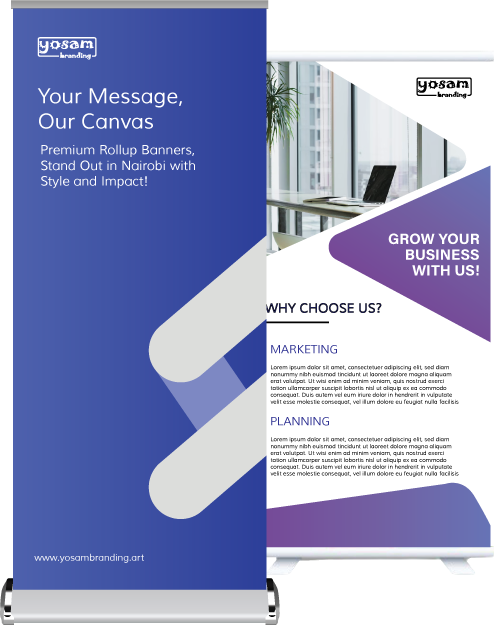 yosam
branding
Your Message,
Our Canvas
Premium Rollup Banners,
Stand Out in Nairobi with
Style and Impact!
www.yosambranding.art
yosam
branding
GROW YOUR
BUSINESS
WITH US!
WHY CHOOSE US?
MARKETING
Lorem ipsum dolor sit amet, consectetuer adipiscing elit, sed diam
nonummy nibh euismod tincidunt ut laoreet dolore magna aliquam
erat volutpat. Ut wisi enim ad minim veniam, quis nostrud exerci
tation ullamcorper suscipit lobortis nisl ut aliquip ex ea commodo
consequat. Duis autem vel eum iriure dolor in hendrerit in vulputate
velit esse molestie consequat, vel illum dolore eu feugiat nulla facilisis
PLANNING
Lorem ipsum dolor sit amet, consectetuer adipiscing elit, sed diam
nonummy nibh euismod tincidunt ut laoreet dolore magna aliquam
erat volutpat. Ut wisi enim ad minim veniam, quis nostrud exerci
tation ullamcorper suscipit lobortis nisl ut aliquip ex ea commodo
consequat. Duis autem vel eum iriure dolor in hendrerit in vulputate
velit esse molestie consequat, vel illum dolore eu feugiat nulla facilisis